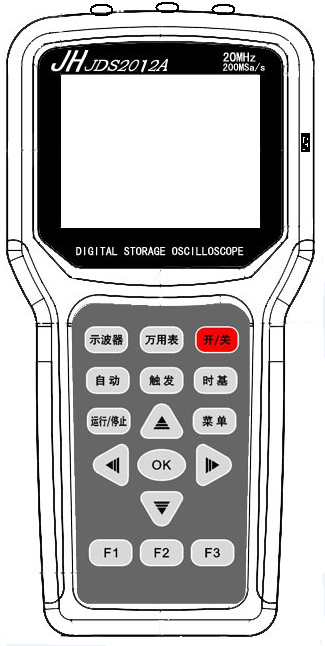 JH JDS2012A
20MHz
200MSa/s
DIGITAL STORAGE OSCILLOSCOPE
示波器 万用表 开/关
自动 触发 时基
运行/停止 菜单
OK
F1 F2 F3